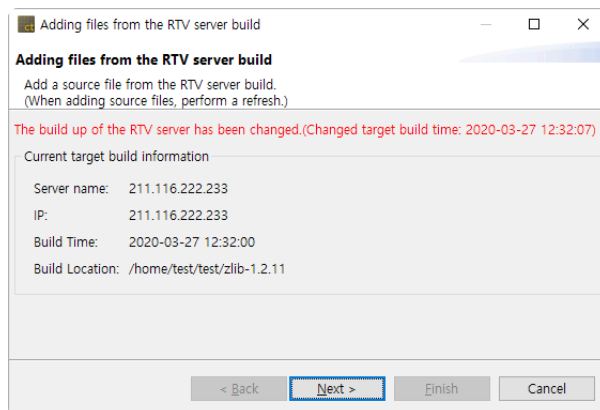 ct Adding files from the RTV server build
Adding files from the RTV server build
Add a source file from the RTV server build.
(When adding source files, perform a refresh.)
The build up of the RTV server has been changed.(Changed target build time: 2020-03-27 12:32:07)
Current target build information
Server name: 211.116.222.233
IP: 211.116.222.233
Build Time: 2020-03-27 12:32:00
Build Location: /home/test/test/zlib-1.2.11
< Back Next > Finish Cancel